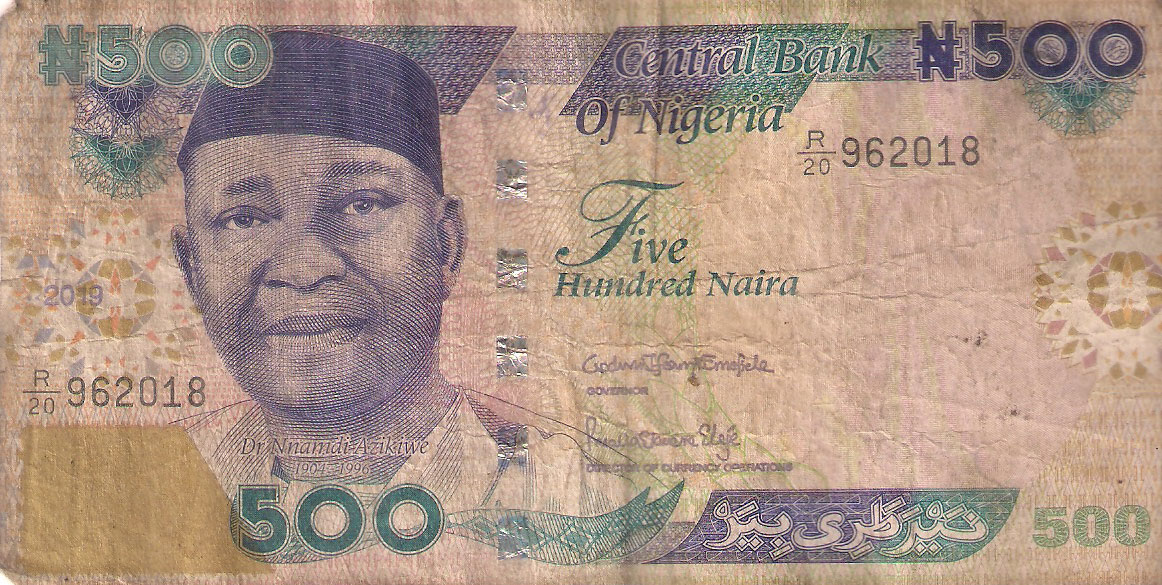 ₦500
Central Bank
Of Nigeria
₦500
R/20 962018
Five
Hundred Naira
2019
R/20 962018
GOVERNOR
Dr Nnamdi Azikiwe
1904 - 1996
DIRECTOR OF CURRENCY OPERATIONS
500
نَيْرَ دَرِى بِيَرْ
500